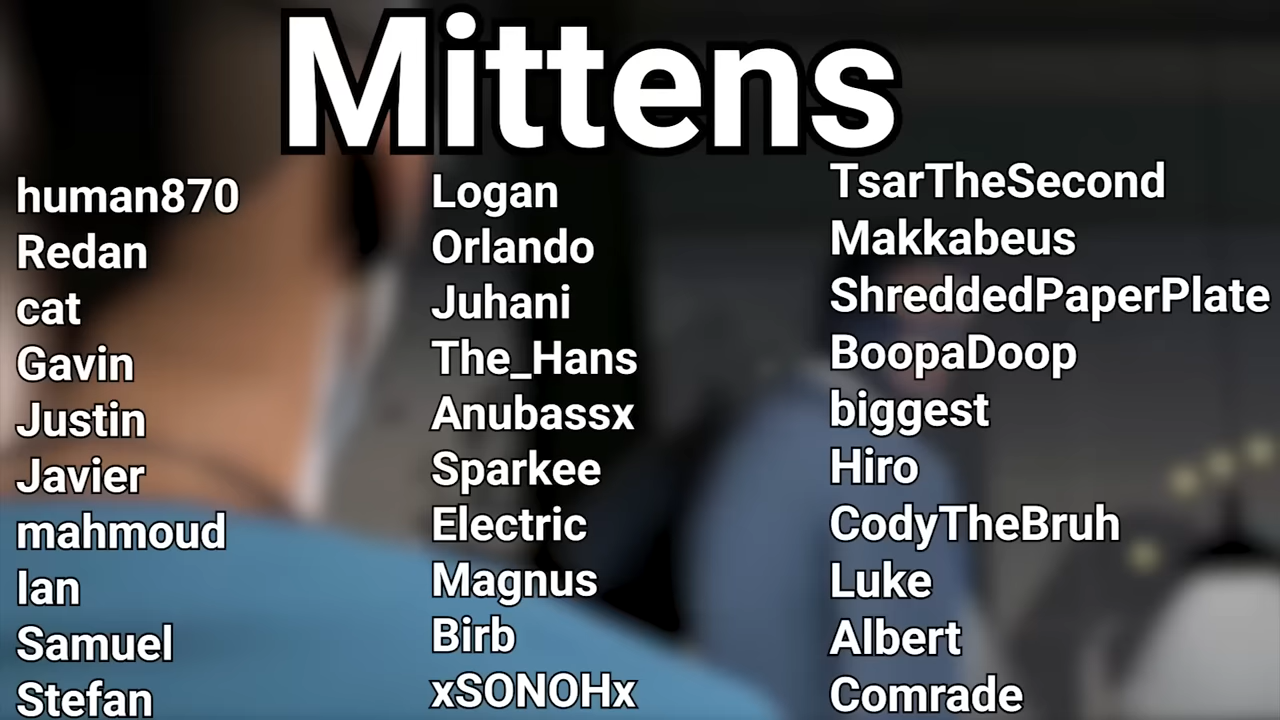 Mittens
human870
Redan
cat
Gavin
Justin
Javier
mahmoud
Ian
Samuel
Stefan
Logan
Orlando
Juhani
The_Hans
Anubassx
Sparkee
Electric
Magnus
Birb
xSONOHx
TsarTheSecond
Makkabeus
ShreddedPaperPlate
BoopaDoop
biggest
Hiro
CodyTheBruh
Luke
Albert
Comrade